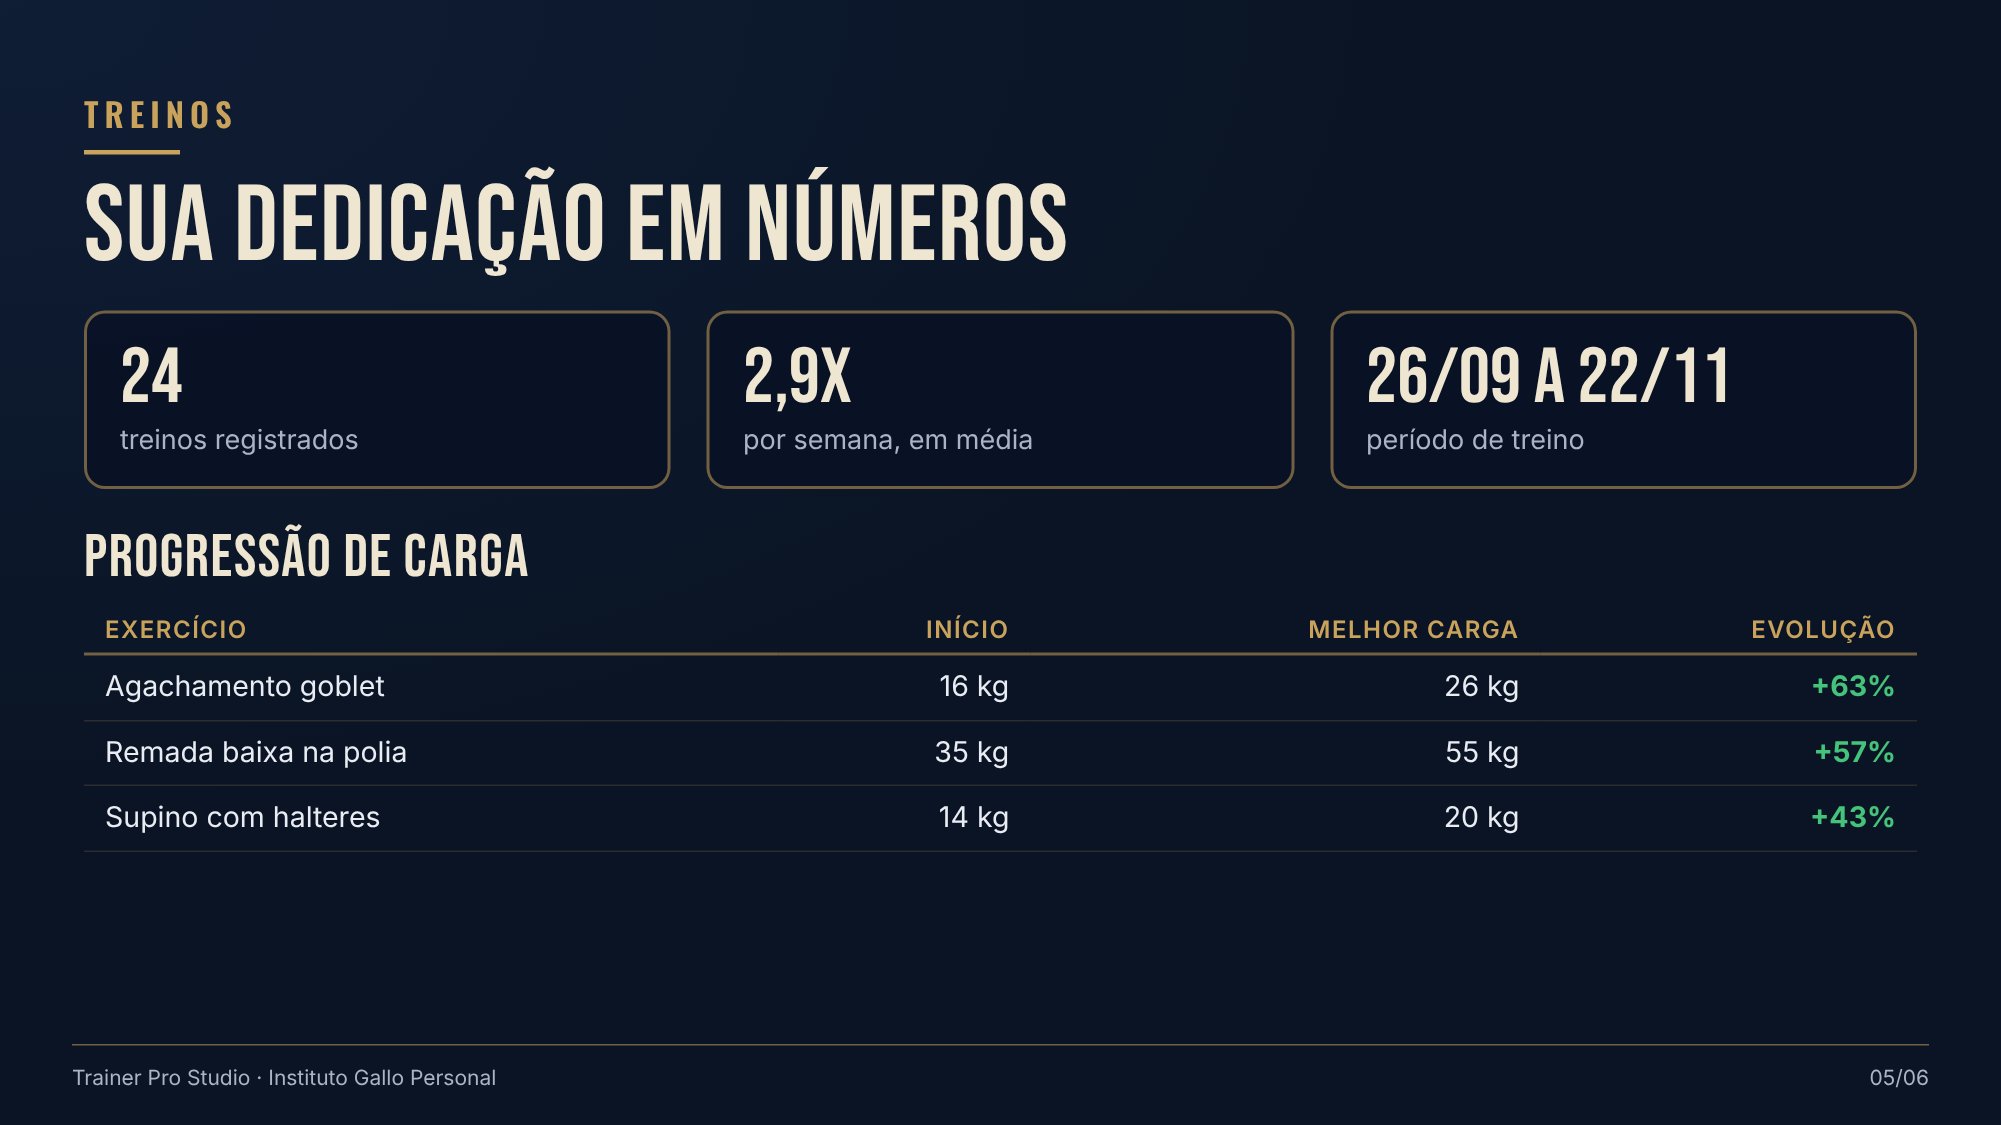 TREINOS
SUA DEDICAÇÃO EM NÚMEROS
24
treinos registrados
2,9X
por semana, em média
26/09 A 22/11
período de treino
PROGRESSÃO DE CARGA
EXERCÍCIO INÍCIO MELHOR CARGA EVOLUÇÃO
Agachamento goblet 16 kg 26 kg +63%
Remada baixa na polia 35 kg 55 kg +57%
Supino com halteres 14 kg 20 kg +43%
Trainer Pro Studio · Instituto Gallo Personal 05/06